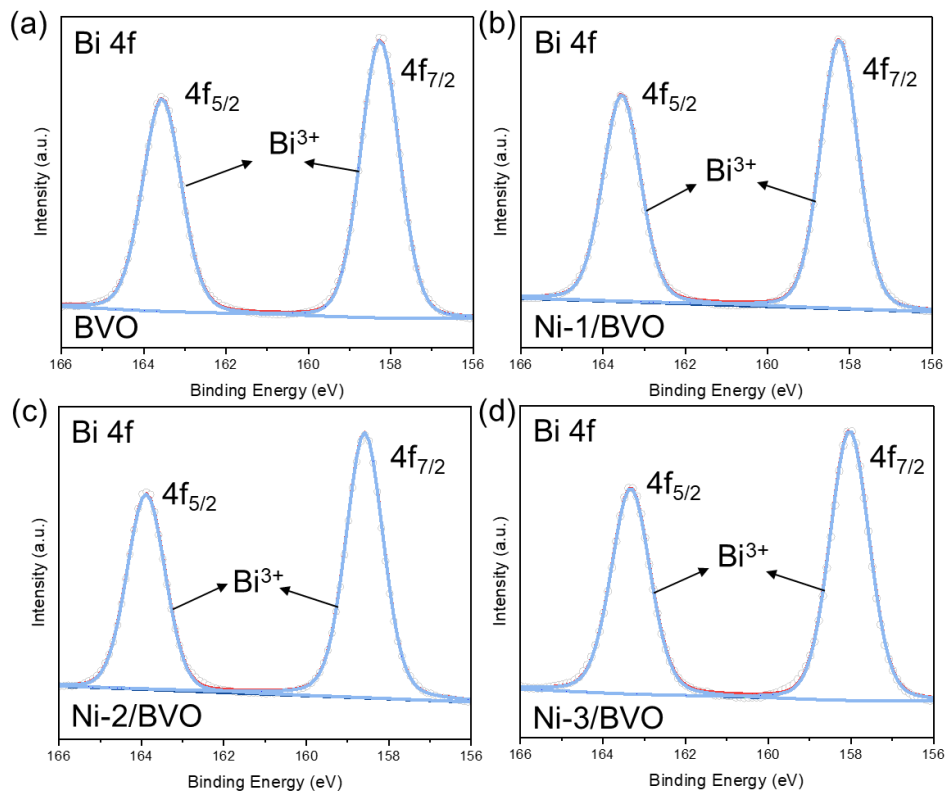 (a)
Bi 4f
4f5/2
4f7/2
Bi3+
BVO
Intensity (a.u.)
166 164 162 160 158 156
Binding Energy (eV)
(b)
Bi 4f
4f5/2
4f7/2
Bi3+
Ni-1/BVO
Intensity (a.u.)
166 164 162 160 158 156
Binding Energy (eV)
(c)
Bi 4f
4f5/2
4f7/2
Bi3+
Ni-2/BVO
Intensity (a.u.)
166 164 162 160 158 156
Binding Energy (eV)
(d)
Bi 4f
4f5/2
4f7/2
Bi3+
Ni-3/BVO
Intensity (a.u.)
166 164 162 160 158 156
Binding Energy (eV)